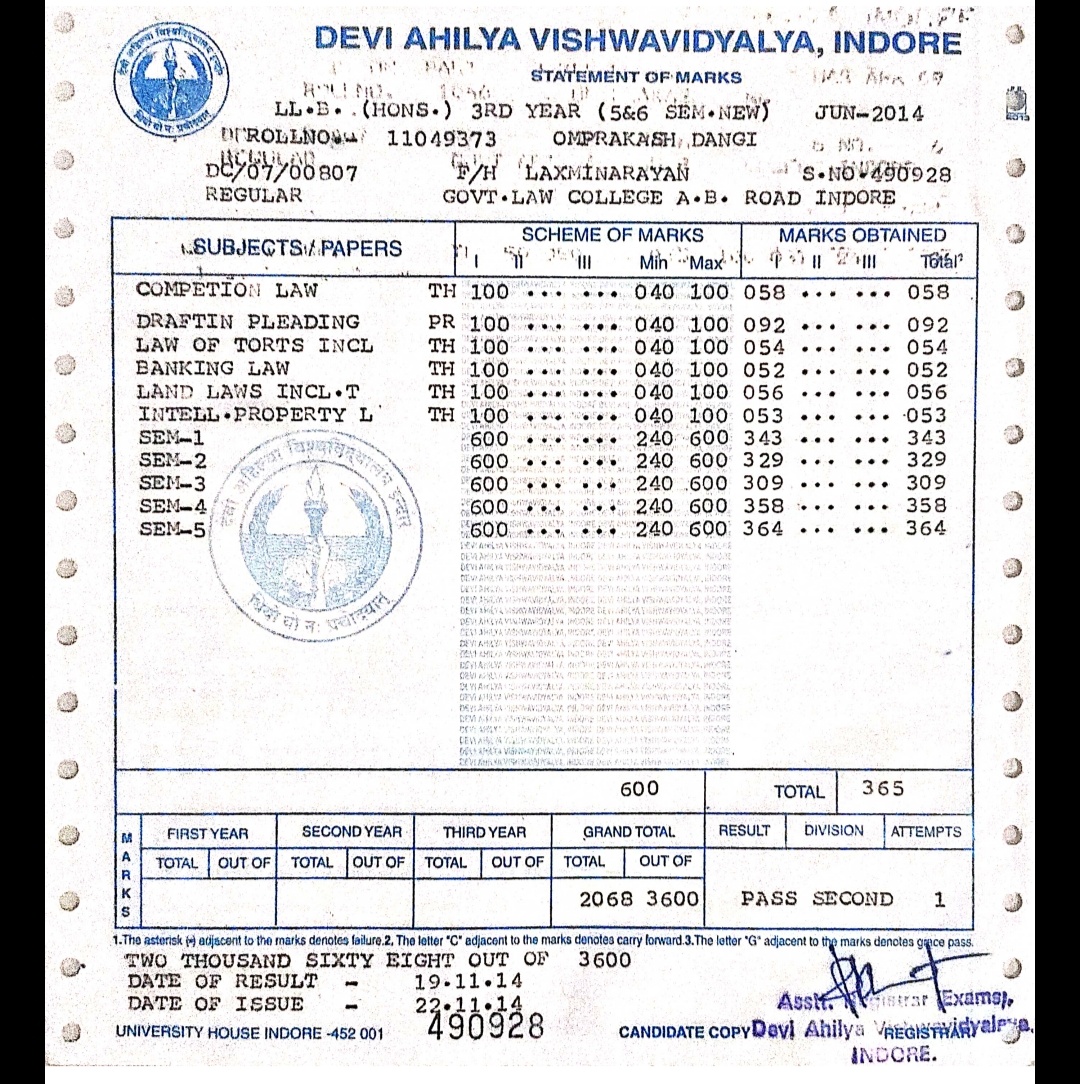 DEVI AHILYA VISHWAVIDYALYA, INDORE
STATEMENT OF MARKS
LL.B. (HONS.) 3RD YEAR (5&6 SEM.NEW) JUN-2014
11049373 OMPRAKASH DANGI
DC/07/00807 F/H LAXMINARAYAN S.NO.490928
REGULAR GOVT.LAW COLLEGE A.B. ROAD INDORE
SUBJECTS / PAPERS SCHEME OF MARKS MARKS OBTAINED
I II III Min Max I II III Total
COMPETION LAW TH 100 ... ... 040 100 058 ... ... 058
DRAFTIN PLEADING PR 100 ... ... 040 100 092 ... ... 092
LAW OF TORTS INCL TH 100 ... ... 040 100 054 ... ... 054
BANKING LAW TH 100 ... ... 040 100 052 ... ... 052
LAND LAWS INCL.T TH 100 ... ... 040 100 056 ... ... 056
INTELL.PROPERTY L TH 100 ... ... 040 100 053 ... ... 053
SEM-1 600 ... ... 240 600 343 ... ... 343
SEM-2 600 ... ... 240 600 329 ... ... 329
SEM-3 600 ... ... 240 600 309 ... ... 309
SEM-4 600 ... ... 240 600 358 ... ... 358
SEM-5 600 ... ... 240 600 364 ... ... 364
600 TOTAL 365
MARKS FIRST YEAR SECOND YEAR THIRD YEAR GRAND TOTAL RESULT DIVISION ATTEMPTS
TOTAL OUT OF TOTAL OUT OF TOTAL OUT OF TOTAL OUT OF
2068 3600 PASS SECOND 1
1.The asterisk (*) adjacent to the marks denotes failure.2, The letter "C" adjacent to the marks denotes carry forward.3.The letter "G" adjacent to the marks denotes grace pass.
TWO THOUSAND SIXTY EIGHT OUT OF 3600
DATE OF RESULT - 19.11.14
DATE OF ISSUE - 22.11.14
490928
Asstt. Registrar (Exams),
UNIVERSITY HOUSE INDORE -452 001 CANDIDATE COPY REGISTRAR
Devi Ahilya Vishwavidyalaya,
INDORE.